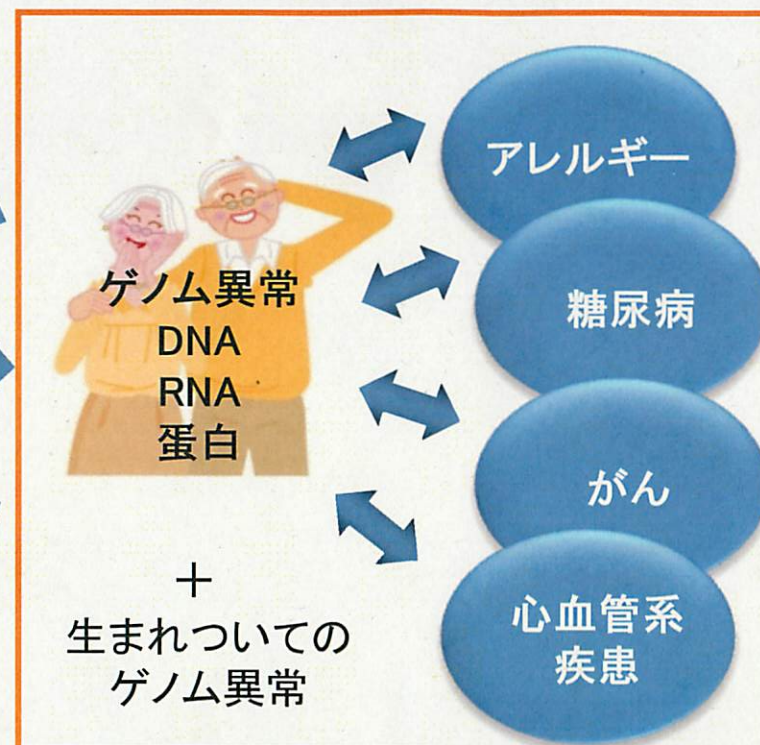 アレルギー
ゲノム異常
DNA
RNA
蛋白
糖尿病
がん
+
生まれついての
ゲノム異常
心血管系
疾患